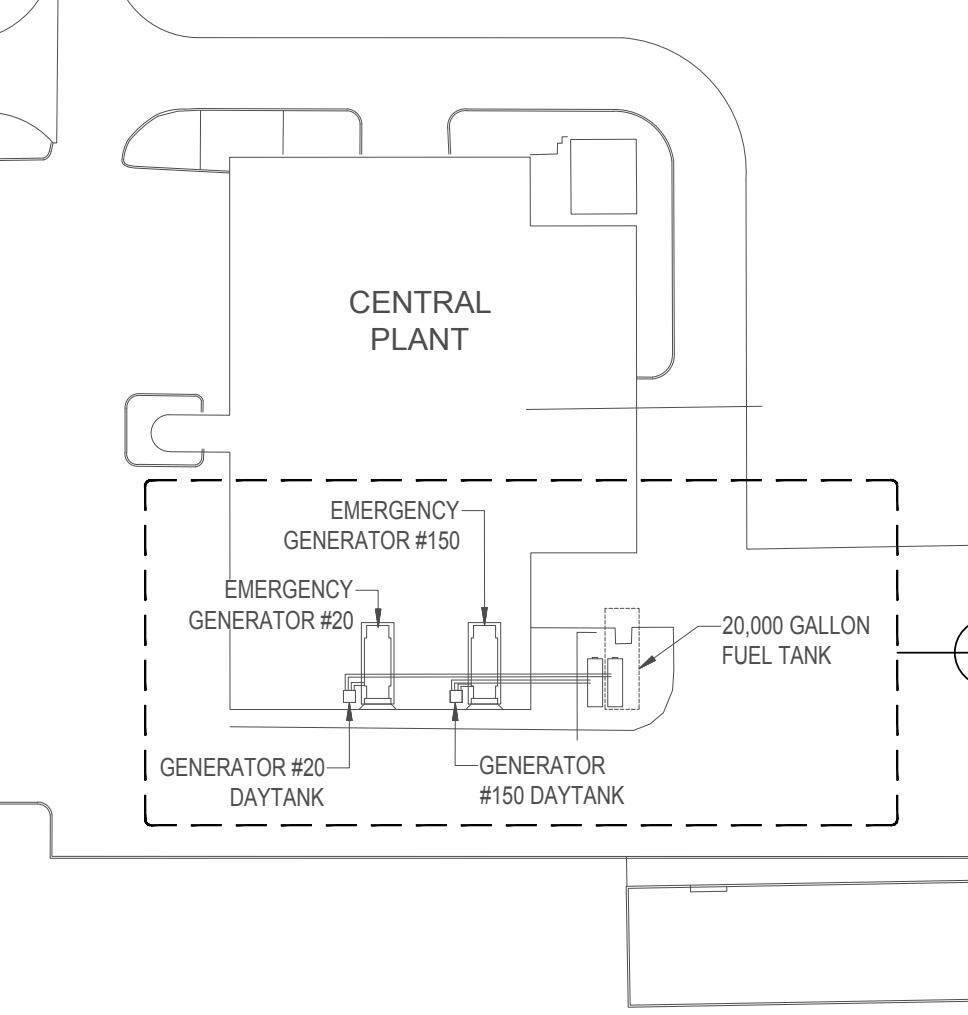 CENTRAL
PLANT
EMERGENCY
GENERATOR #150
EMERGENCY
GENERATOR #20
20,000 GALLON
FUEL TANK
GENERATOR #20
DAYTANK
GENERATOR
#150 DAYTANK